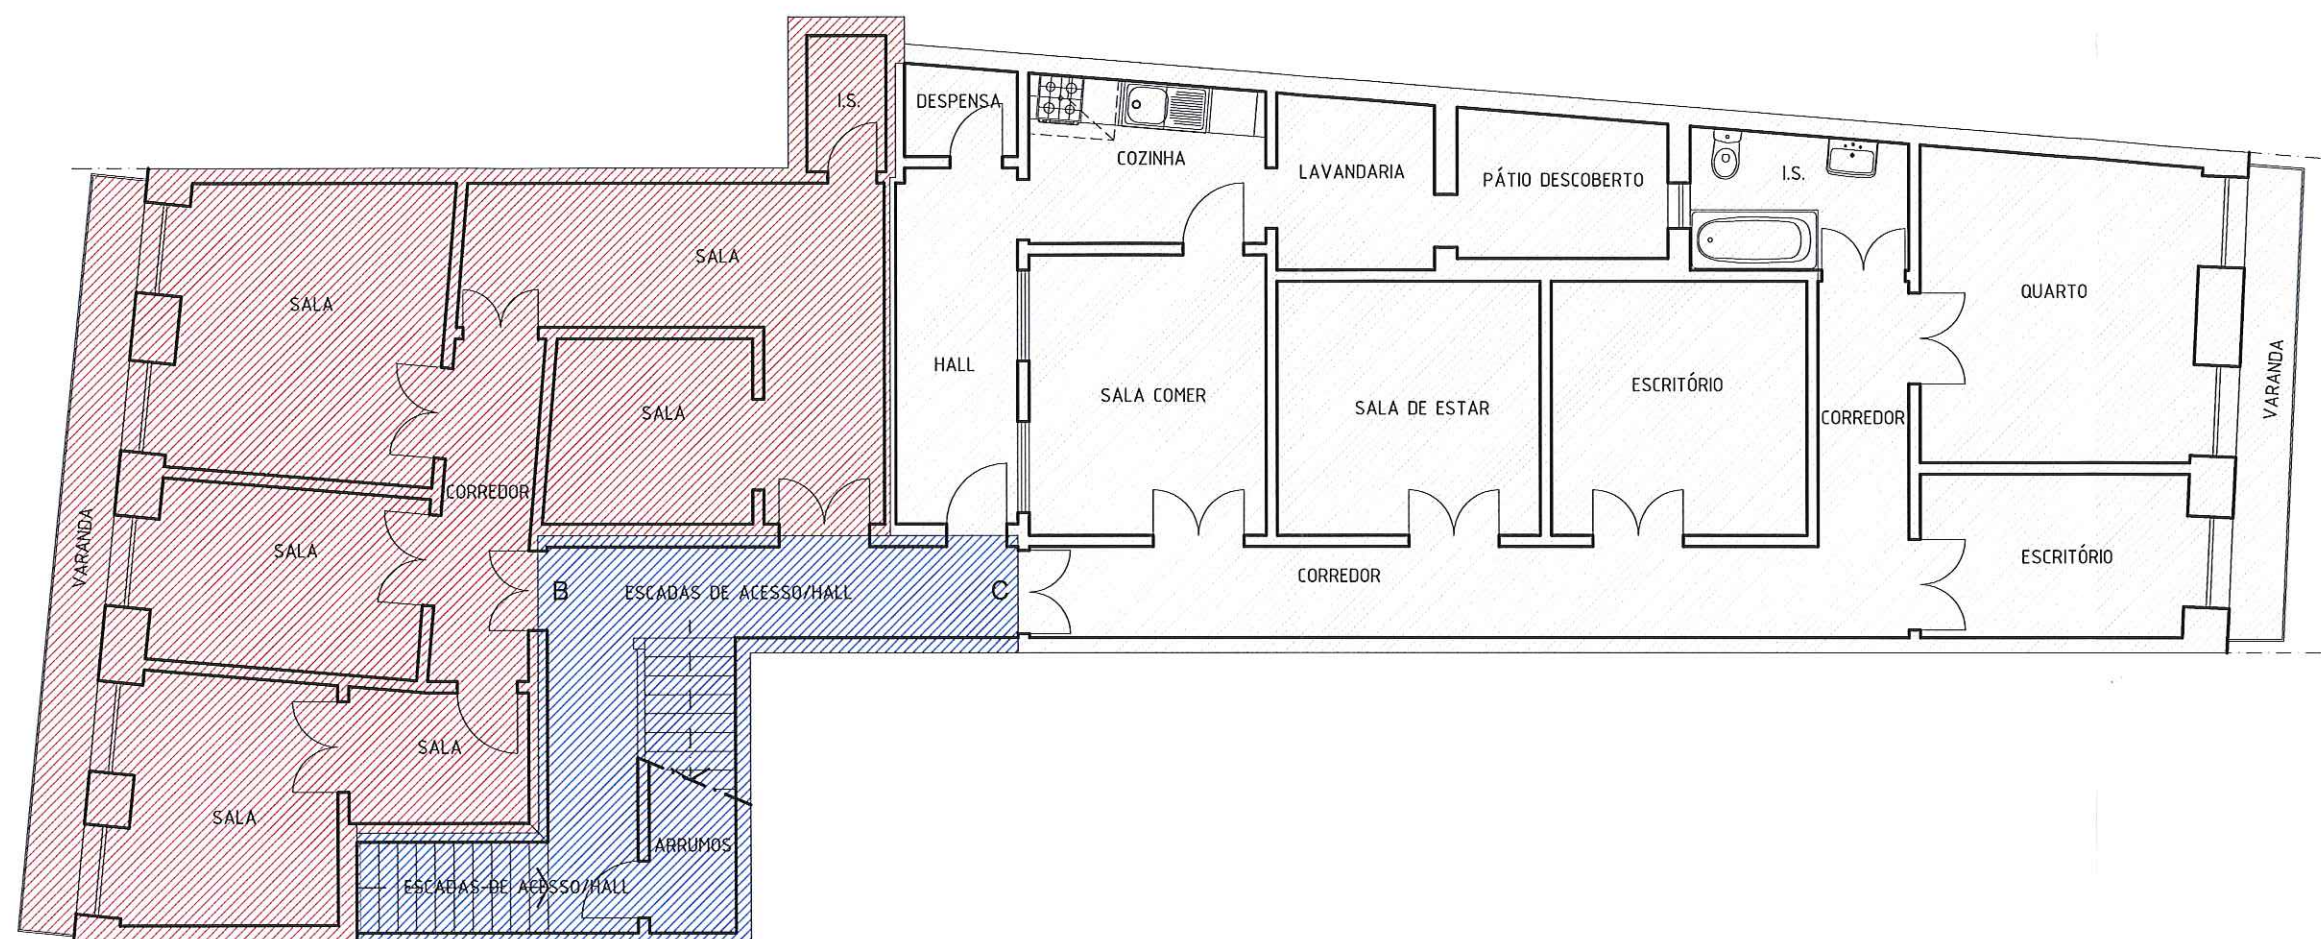 I.S.
DESPENSA
COZINHA
LAVANDARIA
PÁTIO DESCOBERTO
I.S.
SALA
SALA
QUARTO
HALL
SALA COMER
SALA DE ESTAR
ESCRITÓRIO
CORREDOR
VARANDA
SALA
CORREDOR
VARANDA
SALA
B
ESCADAS DE ACESSO/HALL
C
CORREDOR
ESCRITÓRIO
SALA
SALA
ARRUMOS
ESCADAS DE ACESSO/HALL